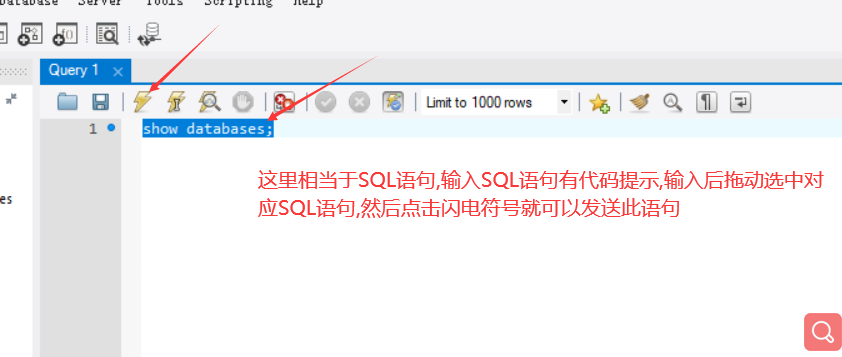 Database Server Tools Scripting Help
Query 1
Limit to 1000 rows
1 show databases;
这里相当于SQL语句,输入SQL语句有代码提示,输入后拖动选中对
应SQL语句,然后点击闪电符号就可以发送此语句
es